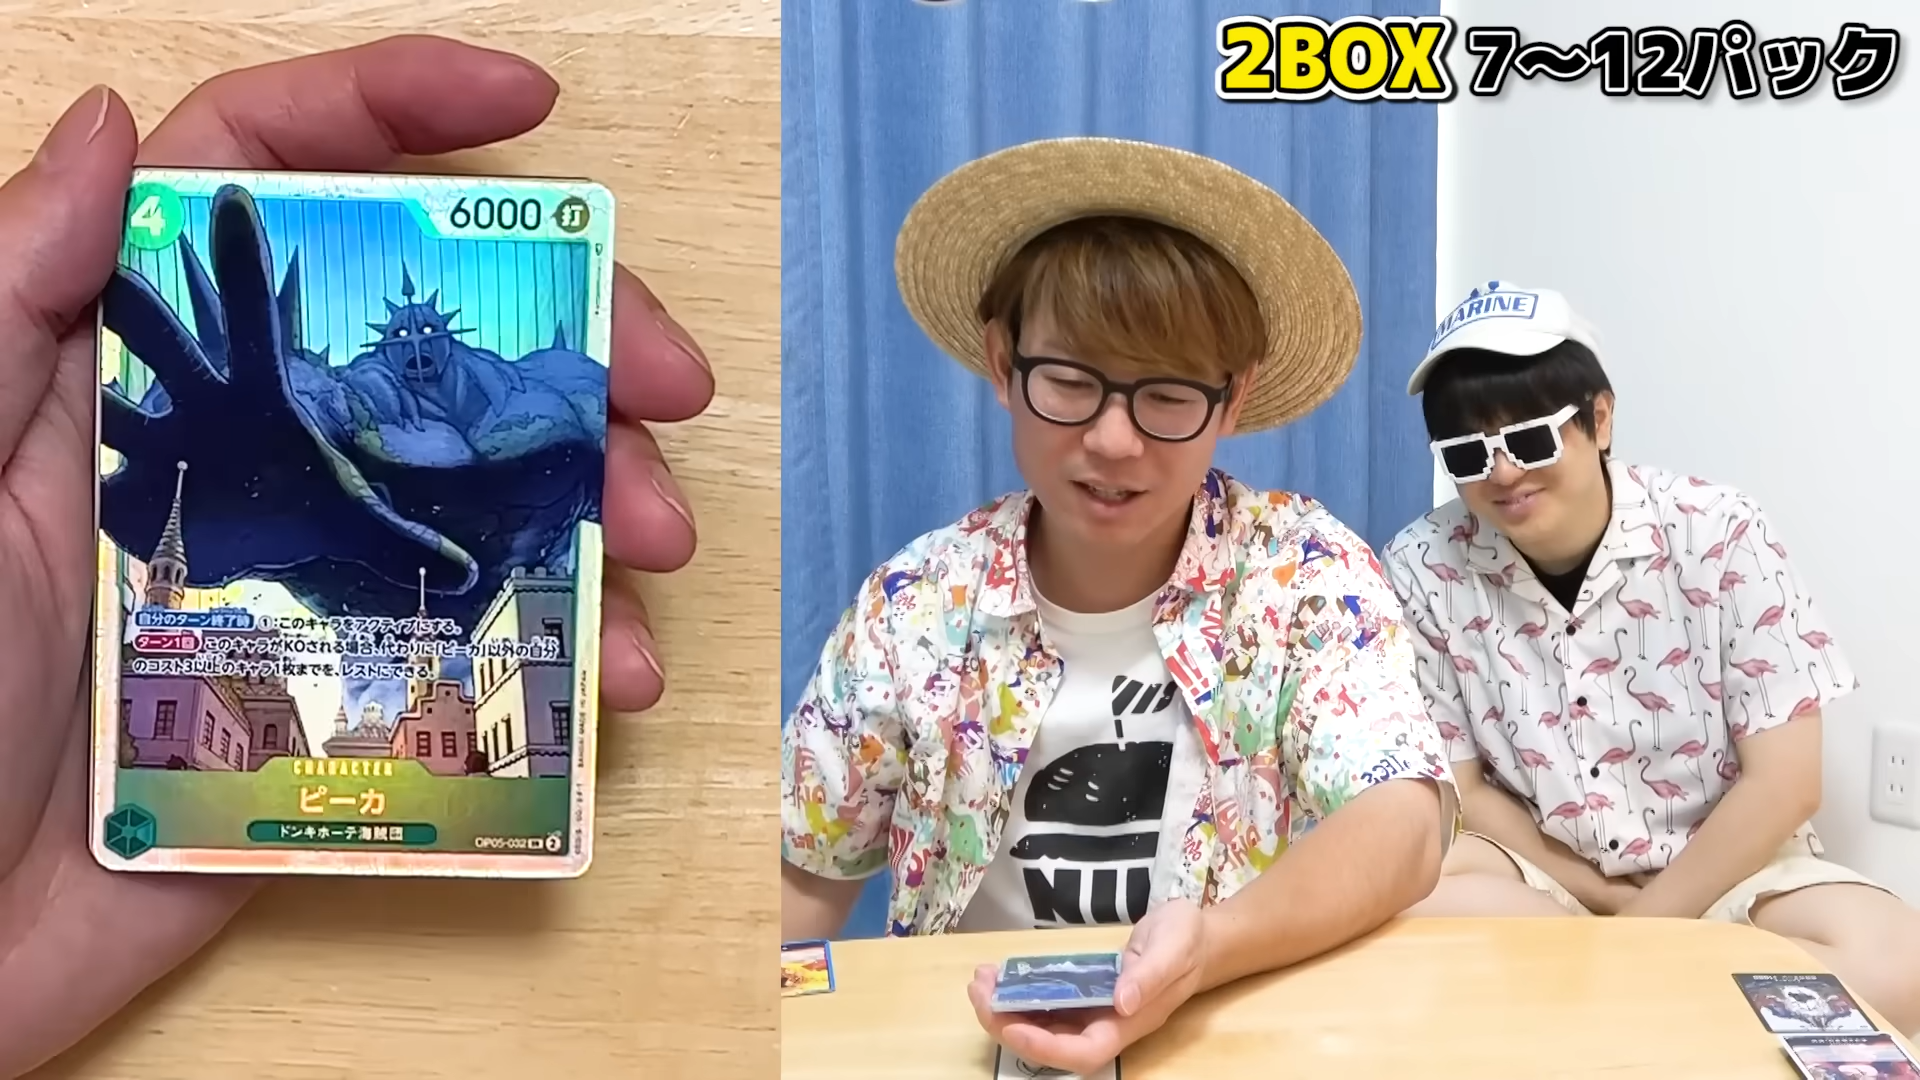 2BOX 7〜12パック
4
6000 打
自分のターン終了時 ①:このキャラをアクティブにする。
ターン1回 このキャラがKOされる場合、代わりに「ピーカ」以外の自分
のコスト3以上のキャラ1枚までを、レストにできる。
CHARACTER
ピーカ
ドンキホーテ海賊団
OP05-032 SR 2
MARINE
NII